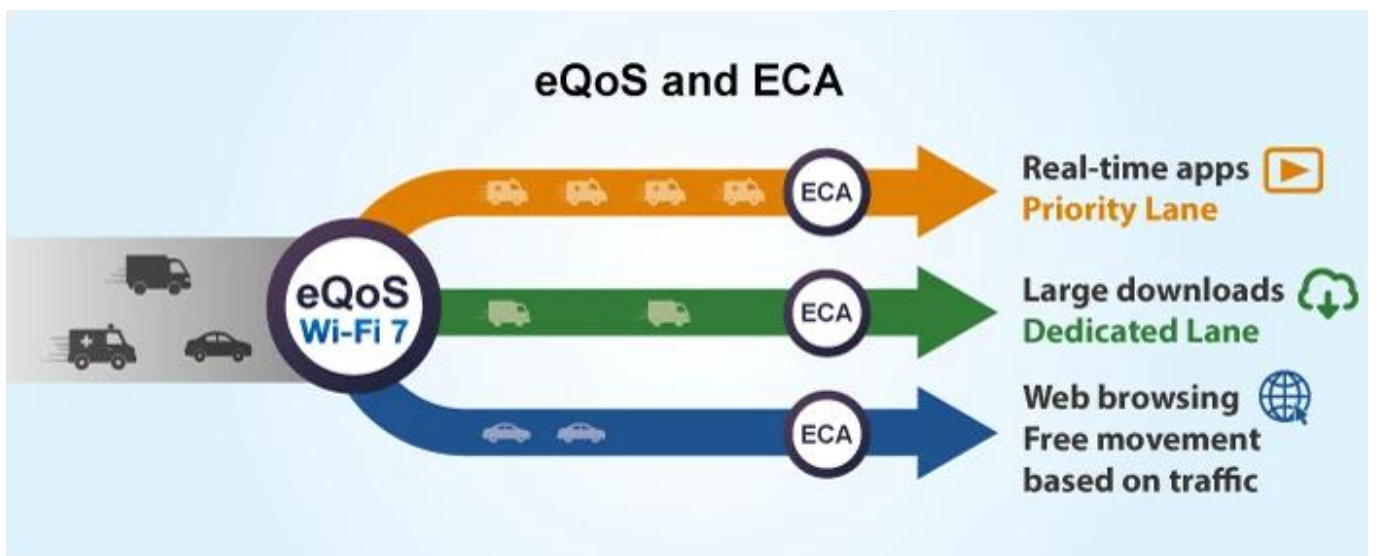 eQoS and ECA
eQoS
Wi-Fi 7
ECA
Real-time apps
Priority Lane
ECA
Large downloads
Dedicated Lane
ECA
Web browsing
Free movement
based on traffic